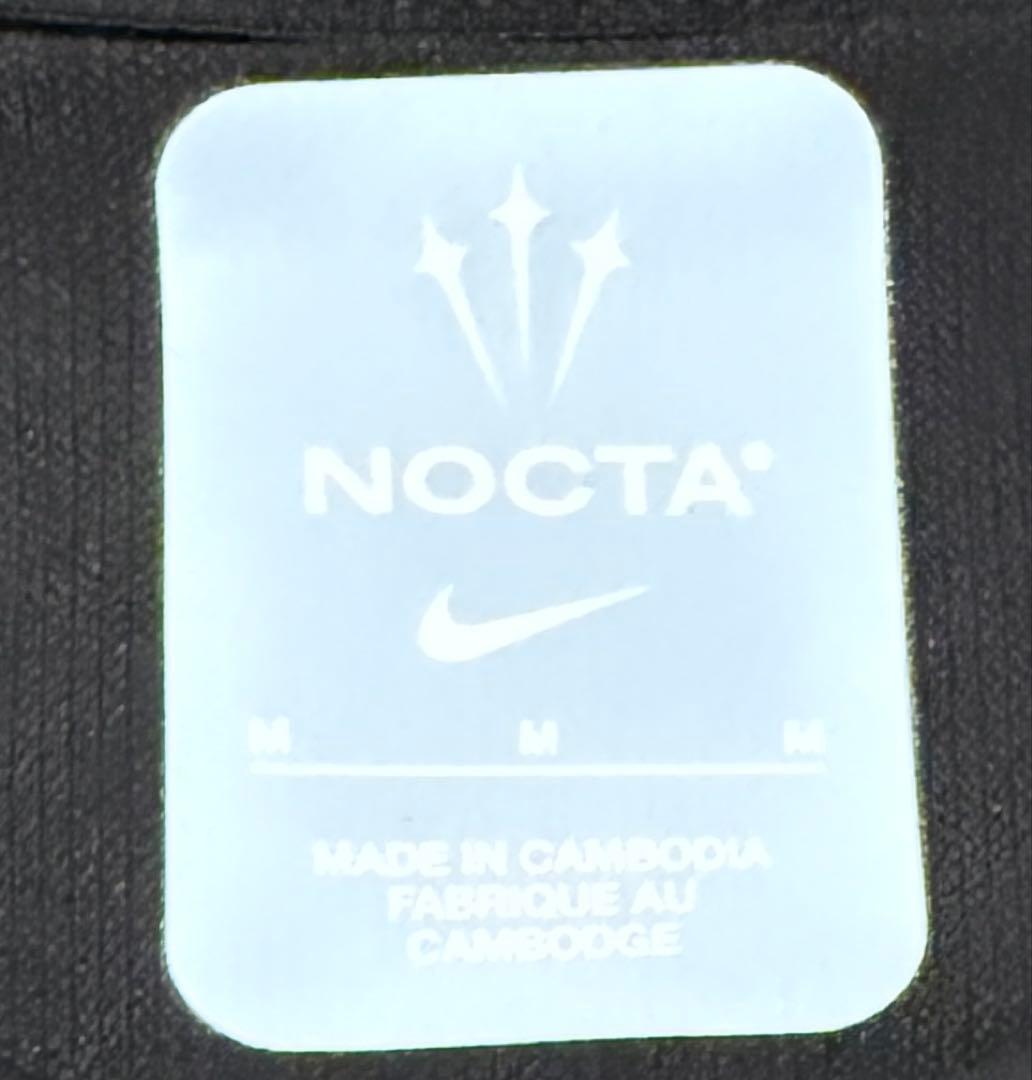 NOCTA
M M M
MADE IN CAMBODIA
FABRIQUE AU
CAMBODGE